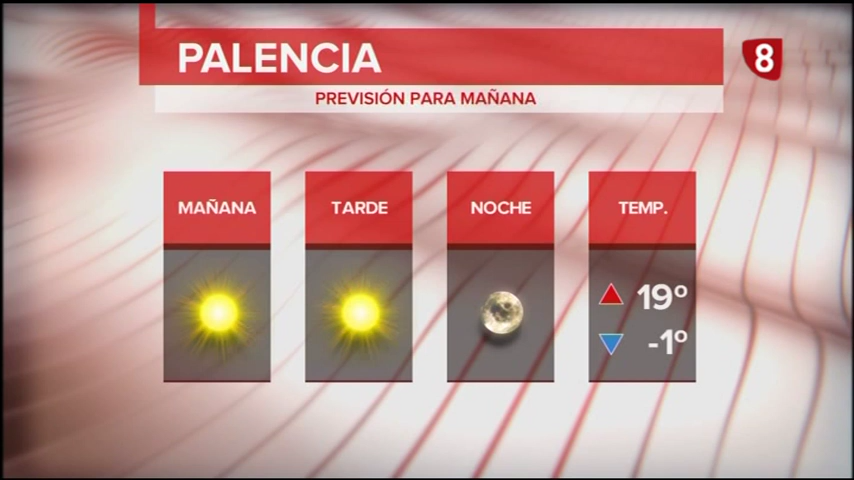 PALENCIA
8
PREVISIÓN PARA MAÑANA
MAÑANA
TARDE
NOCHE
TEMP.
19º
-1º